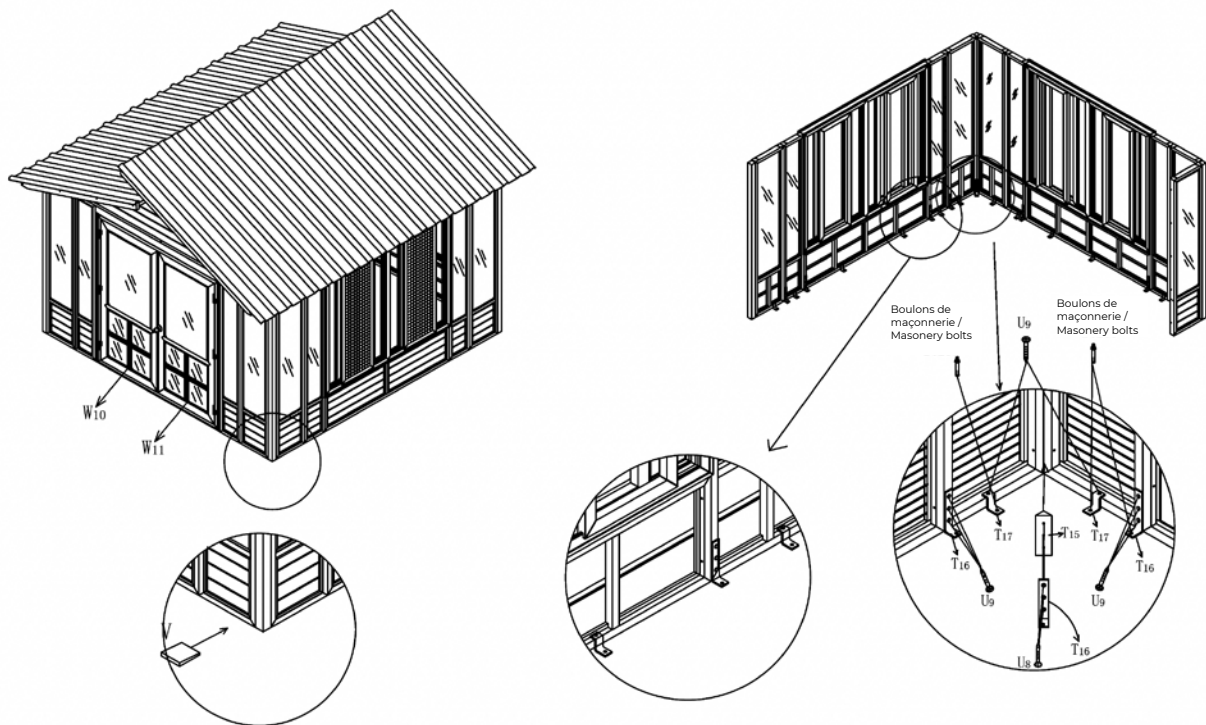 W10
W11
V
Boulons de
maçonnerie /
Masonery bolts
U9
Boulons de
maçonnerie /
Masonery bolts
T17
T15
T17
T16
T16
U9
U9
T16
U8